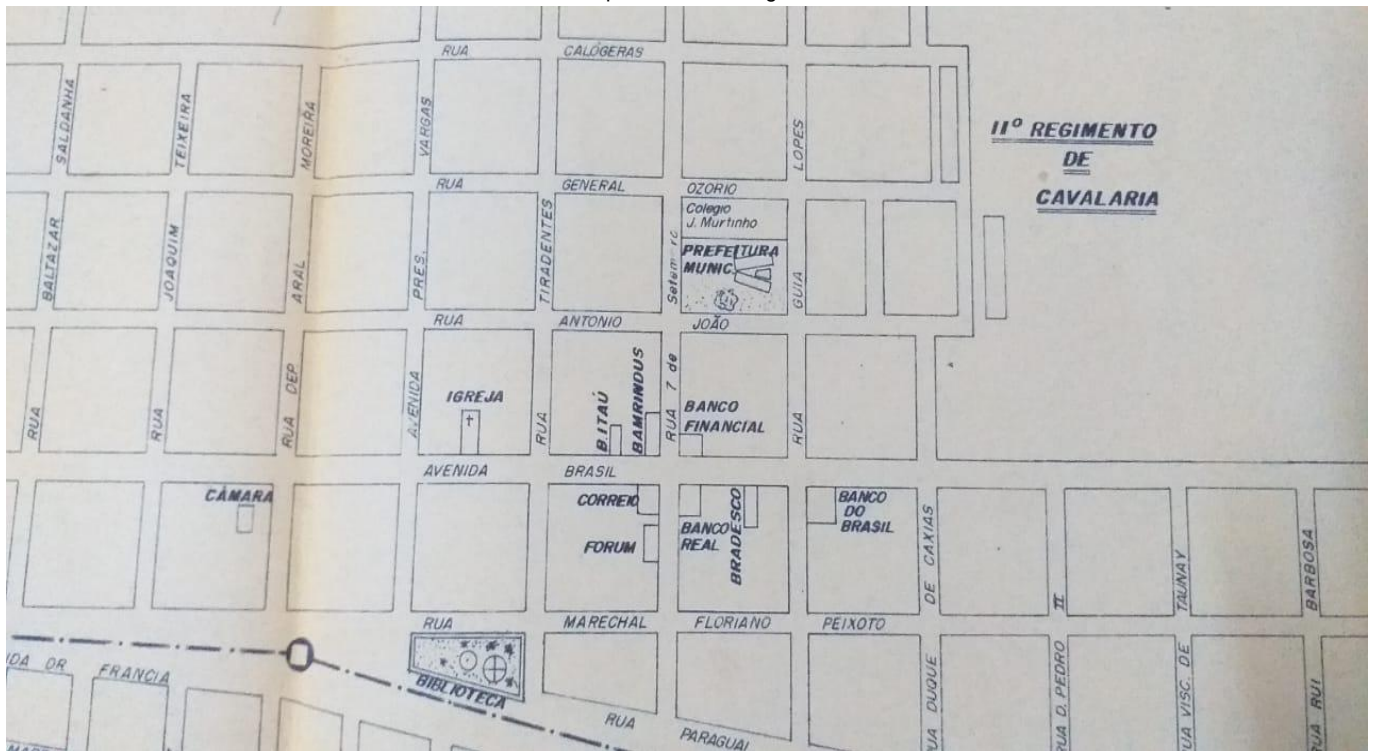 RUA CALÓGERAS
SALDANHA
TEIXEIRA
MOREIRA
VARGAS
LOPES
11º REGIMENTO
DE
CAVALARIA
RUA GENERAL OZORIO
Colegio
J. Murtinho
PREFEITURA
MUNIC.
BALTAZAR
JOAQUIM
ARAL
PRES.
TIRADENTES
GUIA
RUA ANTONIO JOÃO
RUA
RUA
RUA DEP
AVENIDA
IGREJA
RUA
B. ITAÚ
BAMRINDUS
RUA 7 de
BANCO
FINANCIAL
RUA
AVENIDA BRASIL
CÂMARA
CORREIO
FORUM
BANCO
REAL
BRADESCO
BANCO
DO
BRASIL
DE CAXIAS
II
TAUNAY
BARBOSA
RUA MARECHAL FLORIANO PEIXOTO
DR FRANCIA
BIBLIOTECA
RUA PARAGUAI
RUA DUQUE
RUA D. PEDRO
RUA VISC. DE
RUA RUI